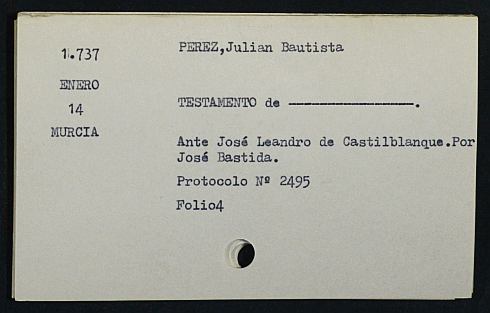 1.737
ENERO
14
MURCIA
PEREZ,Julian Bautista
TESTAMENTO de ----------------.
Ante José Leandro de Castilblanque.Por
José Bastida.
Protocolo Nº 2495
Folio4